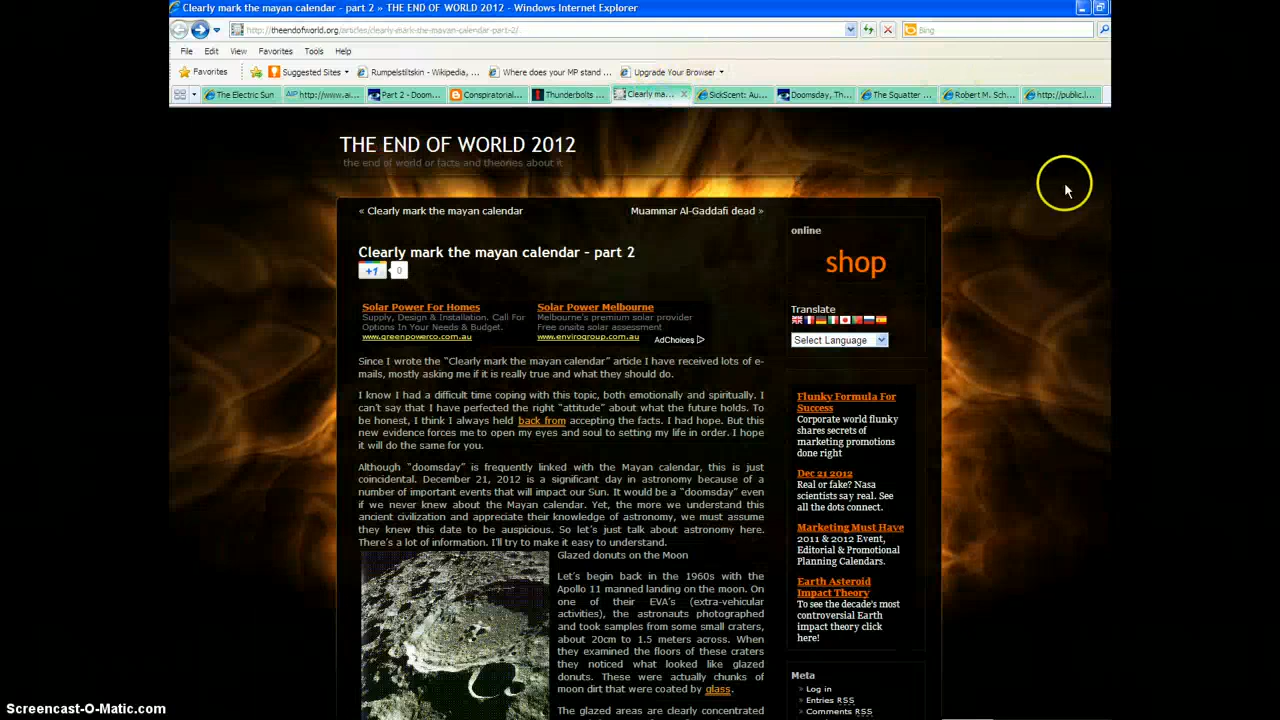 Clearly mark the mayan calendar - part 2 » THE END OF WORLD 2012 - Windows Internet Explorer
http://theendofworld.org/articles/clearly-mark-the-mayan-calendar-part-2/
Bing
File Edit View Favorites Tools Help
Favorites Suggested Sites Rumpelstiltskin - Wikipedia, ... Where does your MP stand ... Upgrade Your Browser
The Electric Sun http://www.ai... Part 2 - Doom... Conspiratorial... Thunderbolts ... Clearly ma... SickScent: Au... Doomsday, Th... The Squatter ... Robert M. Sch... http://public.l...
THE END OF WORLD 2012
the end of world or facts and theories about it
« Clearly mark the mayan calendar Muammar Al-Gaddafi dead »
Clearly mark the mayan calendar – part 2
+1 0
Solar Power For Homes
Supply, Design & Installation. Call For
Options In Your Needs & Budget.
www.greenpowerco.com.au
Solar Power Melbourne
Melbourne's premium solar provider
Free onsite solar assessment
www.envirogroup.com.au
AdChoices
Since I wrote the “Clearly mark the mayan calendar” article I have received lots of e-
mails, mostly asking me if it is really true and what they should do.
I know I had a difficult time coping with this topic, both emotionally and spiritually. I
can't say that I have perfected the right “attitude” about what the future holds. To
be honest, I think I always held back from accepting the facts. I had hope. But this
new evidence forces me to open my eyes and soul to setting my life in order. I hope
it will do the same for you.
Although “doomsday” is frequently linked with the Mayan calendar, this is just
coincidental. December 21, 2012 is a significant day in astronomy because of a
number of important events that will impact our Sun. It would be a “doomsday” even
if we never knew about the Mayan calendar. Yet, the more we understand this
ancient civilization and appreciate their knowledge of astronomy, we must assume
they knew this date to be auspicious. So let's just talk about astronomy here.
There's a lot of information. I'll try to make it easy to understand.
Glazed donuts on the Moon
Let's begin back in the 1960s with the
Apollo 11 manned landing on the moon. On
one of their EVA's (extra-vehicular
activities), the astronauts photographed
and took samples from some small craters,
about 20cm to 1.5 meters across. When
they examined the floors of these craters
they noticed what looked like glazed
donuts. These were actually chunks of
moon dirt that were coated by glass.
The glazed areas are clearly concentrated
online
shop
Translate
Select Language
Flunky Formula For
Success
Corporate world flunky
shares secrets of
marketing promotions
done right
Dec 21 2012
Real or fake? Nasa
scientists say real. See
all the dots connect.
Marketing Must Have
2011 & 2012 Event,
Editorial & Promotional
Planning Calendars.
Earth Asteroid
Impact Theory
To see the decade's most
controversial Earth
impact theory click
here!
Meta
» Log in
» Entries RSS
» Comments RSS
Screencast-O-Matic.com